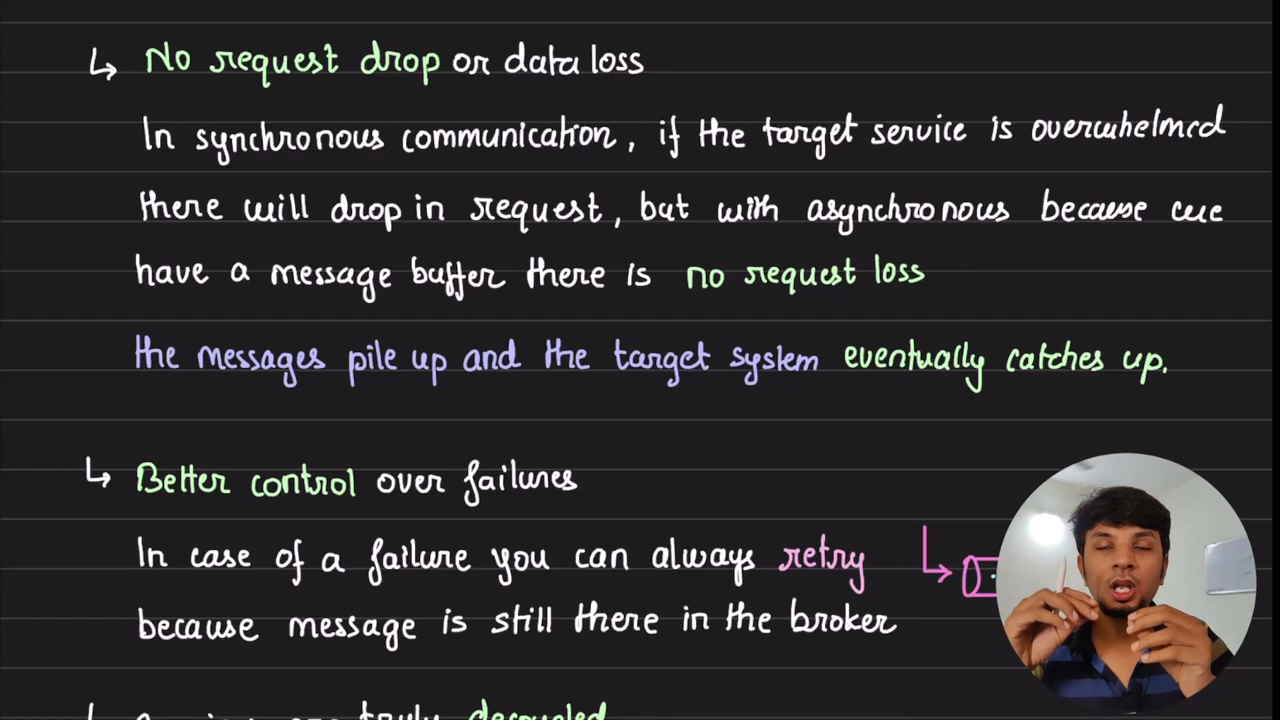 ↳ No request drop or data loss
In synchronous communication, if the target service is overwhelmed
there will drop in request, but with asynchronous because we
have a message buffer there is no request loss
the messages pile up and the target system eventually catches up.
↳ Better control over failures
In case of a failure you can always retry
because message is still there in the broker
truly decoupled